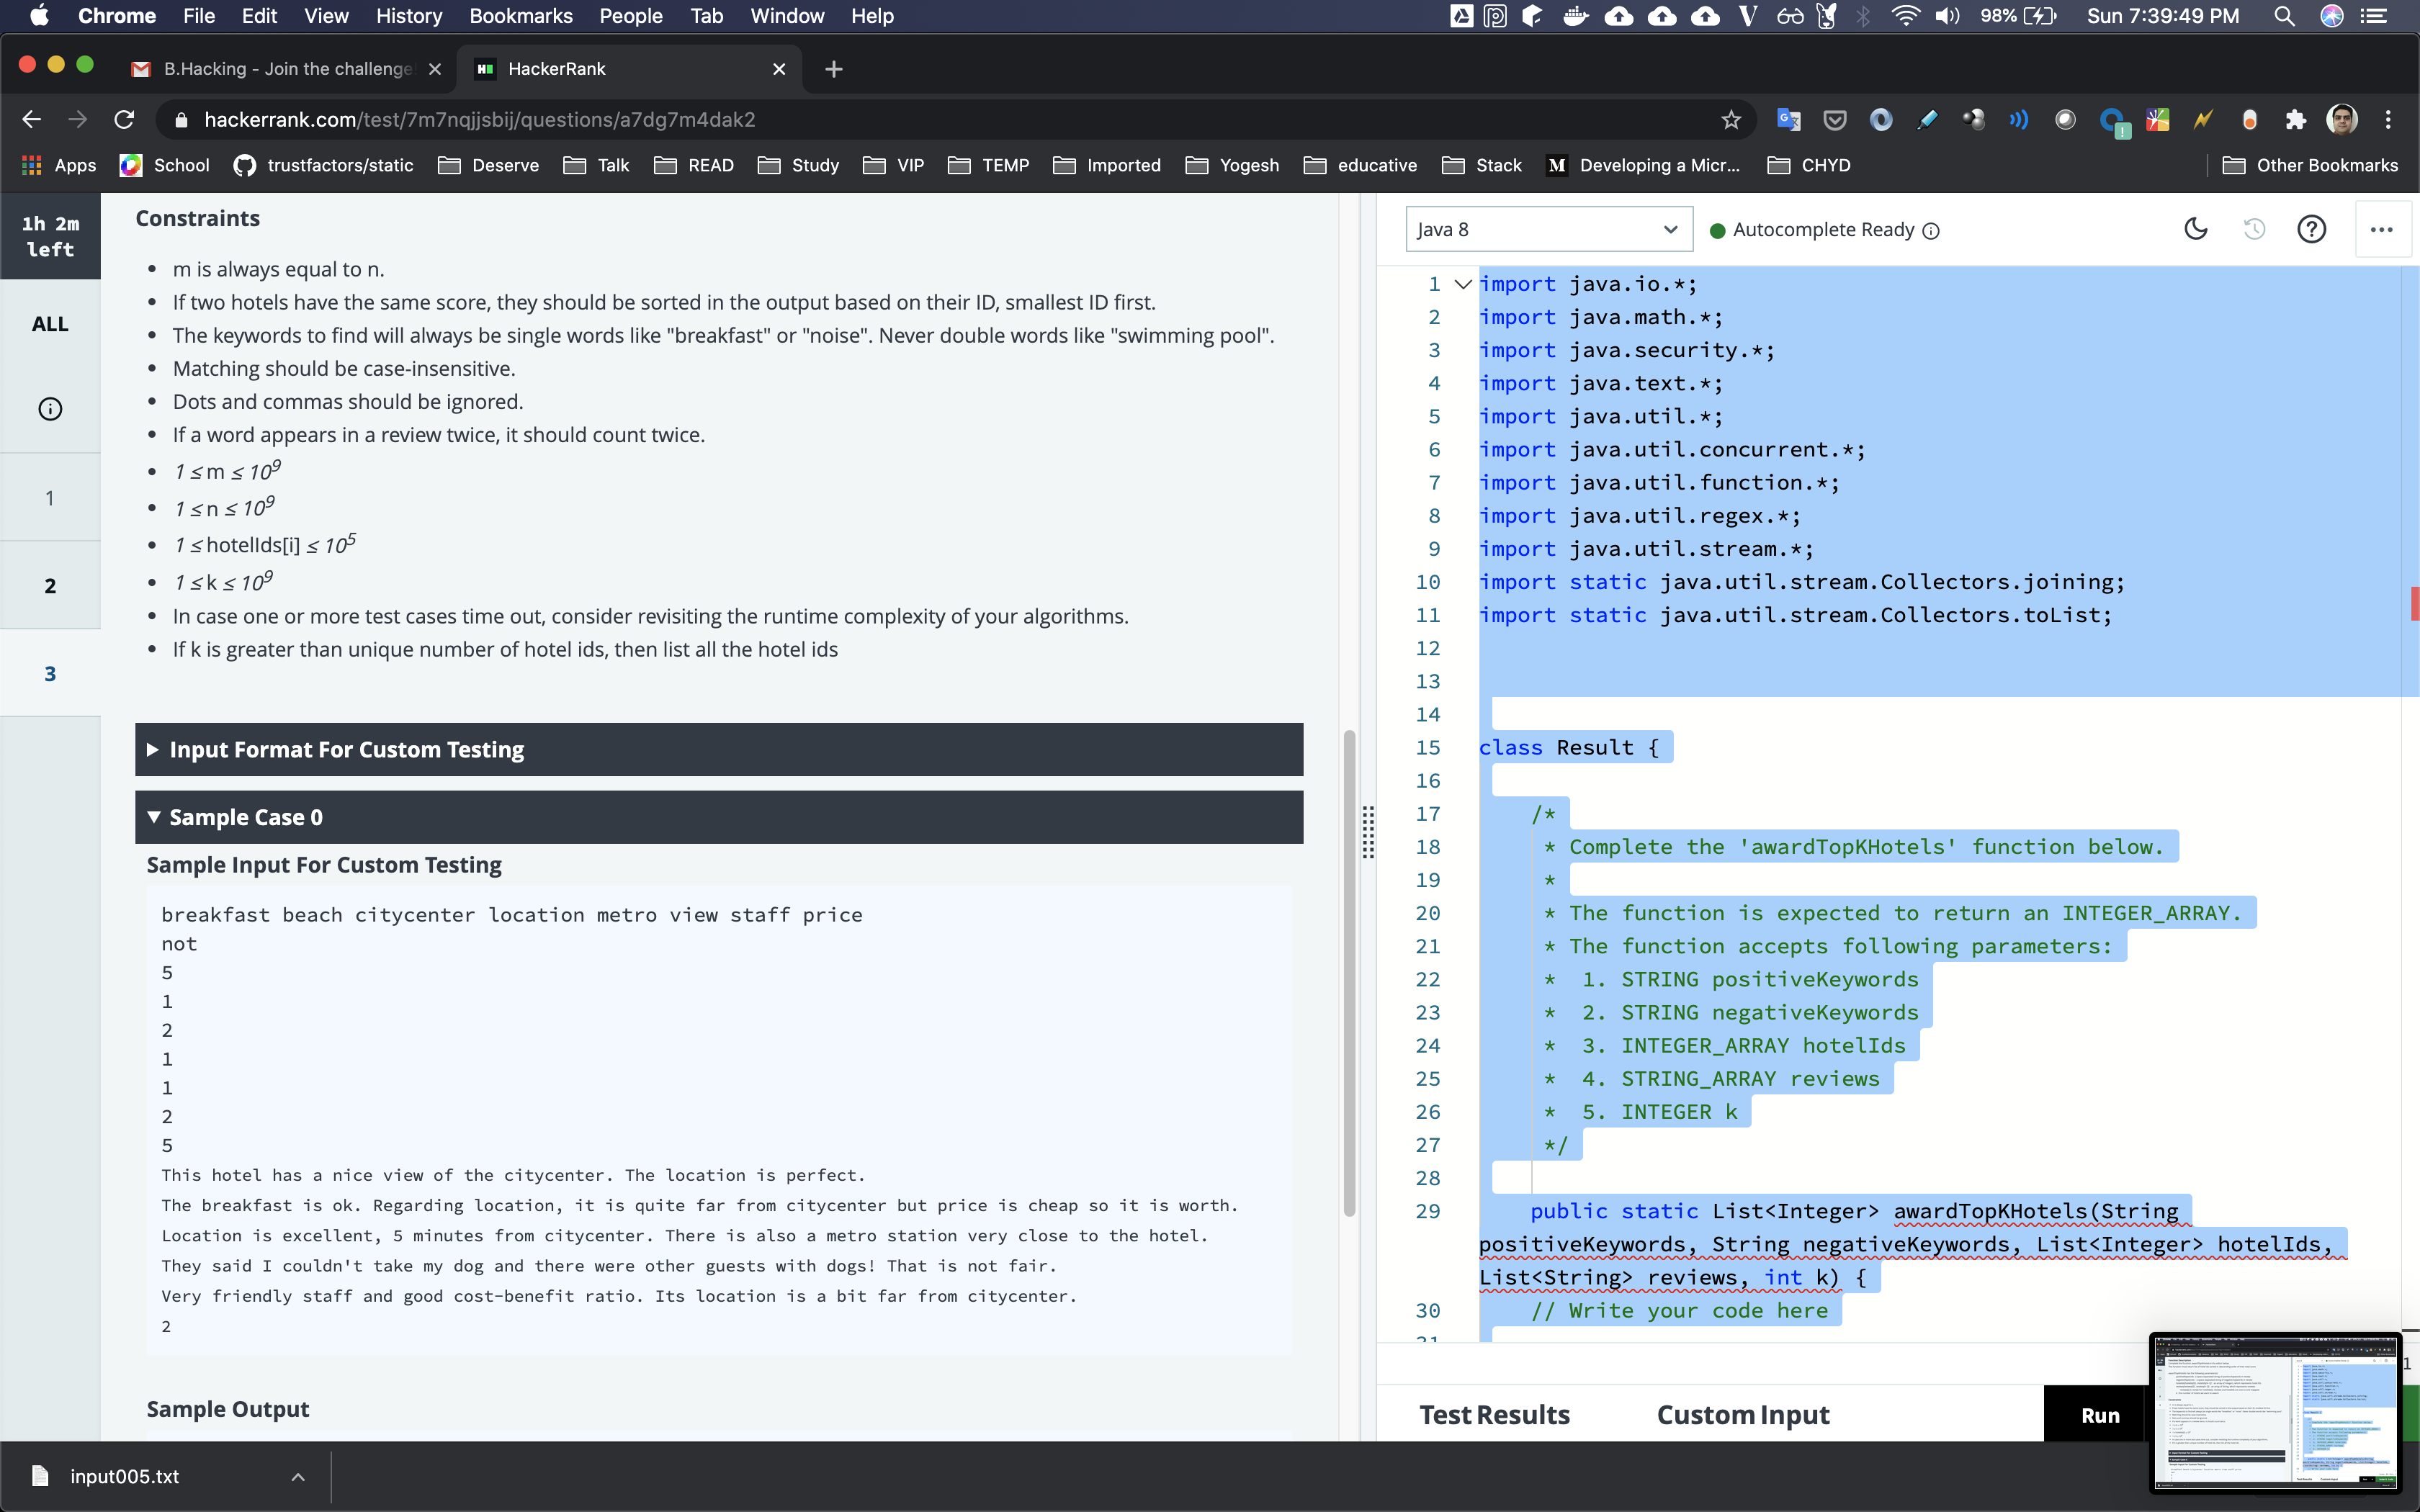 Chrome File Edit View History Bookmarks People Tab Window Help 98% Sun 7:39:49 PM
B.Hacking - Join the challenge HackerRank
hackerrank.com/test/7m7nqjjsbij/questions/a7dg7m4dak2
Apps School trustfactors/static Deserve Talk READ Study VIP TEMP Imported Yogesh educative Stack Developing a Micr... CHYD Other Bookmarks
1h 2m
left
ALL
1
2
3
Constraints
• m is always equal to n.
• If two hotels have the same score, they should be sorted in the output based on their ID, smallest ID first.
• The keywords to find will always be single words like "breakfast" or "noise". Never double words like "swimming pool".
• Matching should be case-insensitive.
• Dots and commas should be ignored.
• If a word appears in a review twice, it should count twice.
• 1 ≤ m ≤ 10⁹
• 1 ≤ n ≤ 10⁹
• 1 ≤ hotelIds[i] ≤ 10⁵
• 1 ≤ k ≤ 10⁹
• In case one or more test cases time out, consider revisiting the runtime complexity of your algorithms.
• If k is greater than unique number of hotel ids, then list all the hotel ids
Input Format For Custom Testing
Sample Case 0
Sample Input For Custom Testing
breakfast beach citycenter location metro view staff price
not
5
1
2
1
1
2
5
This hotel has a nice view of the citycenter. The location is perfect.
The breakfast is ok. Regarding location, it is quite far from citycenter but price is cheap so it is worth.
Location is excellent, 5 minutes from citycenter. There is also a metro station very close to the hotel.
They said I couldn't take my dog and there were other guests with dogs! That is not fair.
Very friendly staff and good cost-benefit ratio. Its location is a bit far from citycenter.
2
Sample Output
Java 8 Autocomplete Ready
1 import java.io.*;
2 import java.math.*;
3 import java.security.*;
4 import java.text.*;
5 import java.util.*;
6 import java.util.concurrent.*;
7 import java.util.function.*;
8 import java.util.regex.*;
9 import java.util.stream.*;
10 import static java.util.stream.Collectors.joining;
11 import static java.util.stream.Collectors.toList;
12
13
14
15 class Result {
16
17 /*
18 * Complete the 'awardTopKHotels' function below.
19 *
20 * The function is expected to return an INTEGER_ARRAY.
21 * The function accepts following parameters:
22 * 1. STRING positiveKeywords
23 * 2. STRING negativeKeywords
24 * 3. INTEGER_ARRAY hotelIds
25 * 4. STRING_ARRAY reviews
26 * 5. INTEGER k
27 */
28
29 public static List<Integer> awardTopKHotels(String
positiveKeywords, String negativeKeywords, List<Integer> hotelIds,
List<String> reviews, int k) {
30 // Write your code here
31
Test Results Custom Input Run
input005.txt